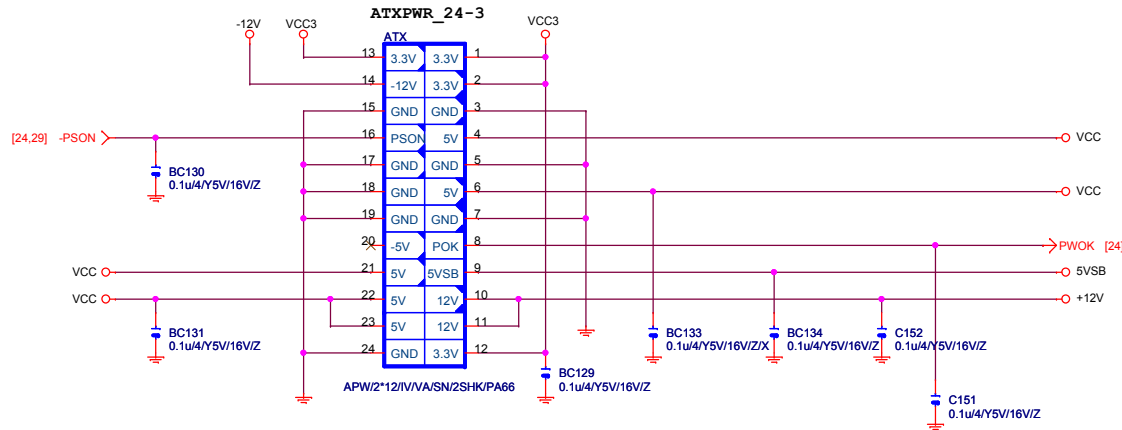 ATXPWR_24-3
-12V VCC3 VCC3
ATX
13 3.3V 3.3V 1
14 -12V 3.3V 2
15 GND GND 3
[24,29] -PSON 16 PSON 5V 4 VCC
17 GND GND 5
BC130
0.1u/4/Y5V/16V/Z
18 GND 5V 6 VCC
19 GND GND 7
20 -5V POK 8 PWOK [24]
VCC 21 5V 5VSB 9 5VSB
VCC 22 5V 12V 10 +12V
23 5V 12V 11
BC131
0.1u/4/Y5V/16V/Z
BC133
0.1u/4/Y5V/16V/Z/X
BC134
0.1u/4/Y5V/16V/Z
C152
0.1u/4/Y5V/16V/Z
24 GND 3.3V 12
BC129
0.1u/4/Y5V/16V/Z
APW/2*12/IV/VA/SN/2SHK/PA66
C151
0.1u/4/Y5V/16V/Z